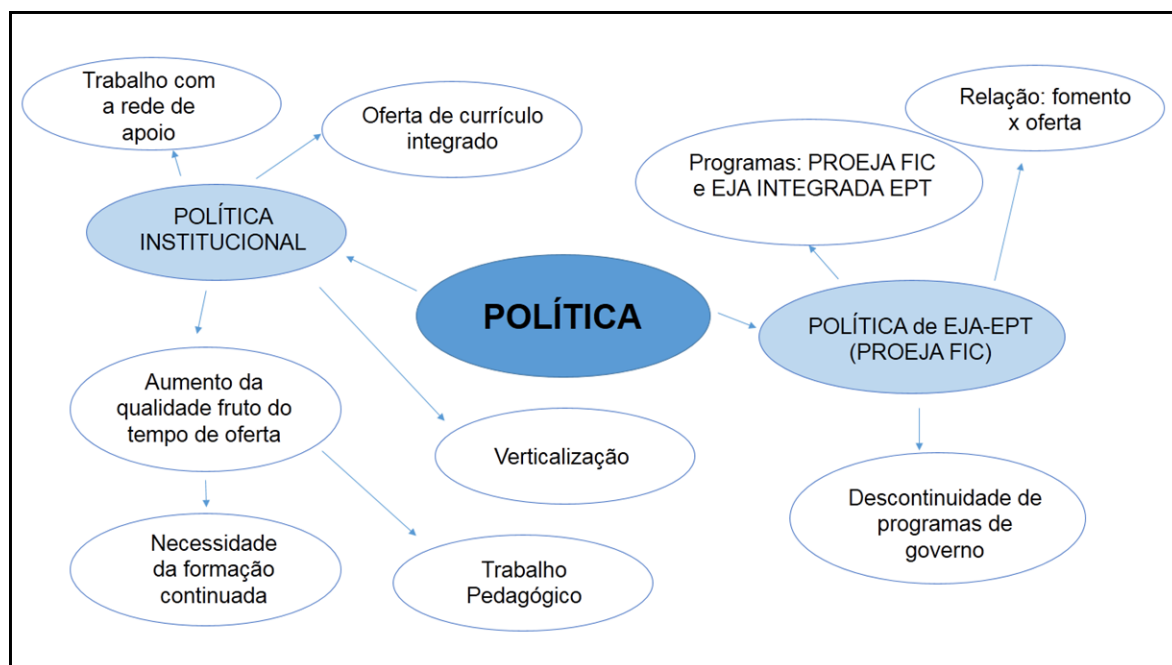 Trabalho com
a rede de
apoio
Oferta de currículo
integrado
Relação: fomento
x oferta
Programas: PROEJA FIC
e EJA INTEGRADA EPT
POLÍTICA
INSTITUCIONAL
POLÍTICA
POLÍTICA de EJA-EPT
(PROEJA FIC)
Aumento da
qualidade fruto do
tempo de oferta
Verticalização
Descontinuidade de
programas de
governo
Necessidade
da formação
continuada
Trabalho
Pedagógico